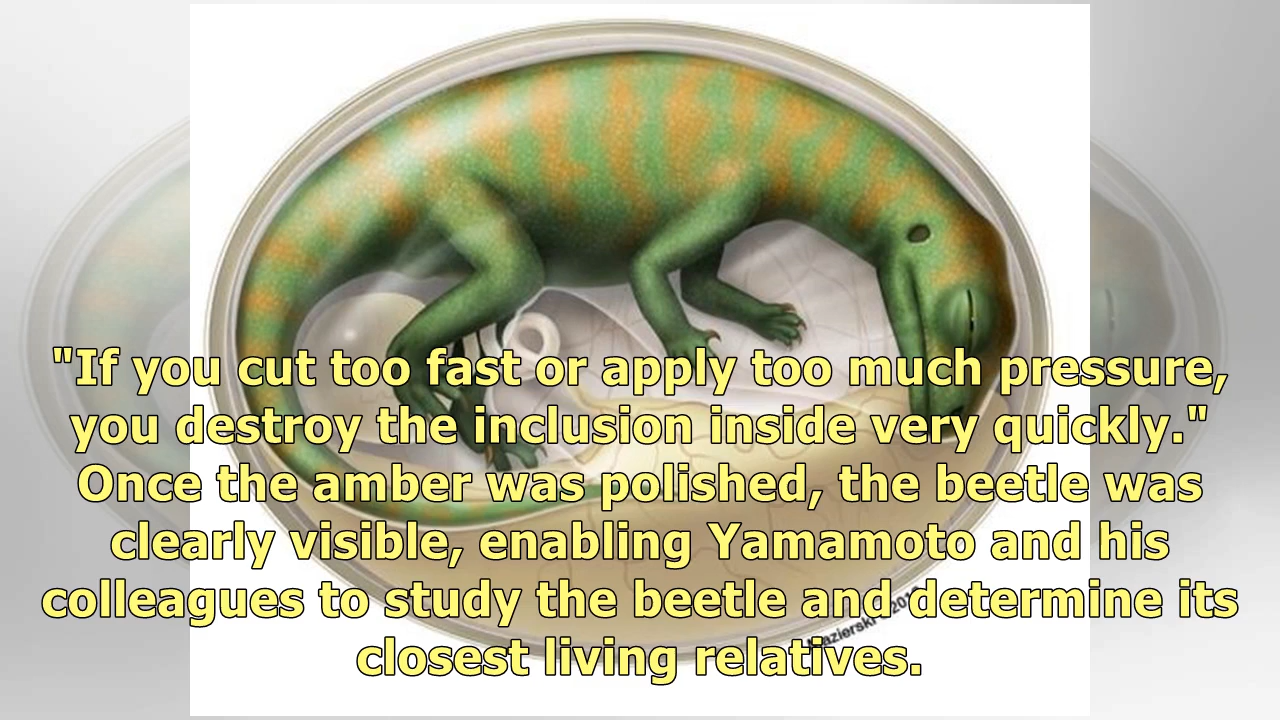 "If you cut too fast or apply too much pressure,
you destroy the inclusion inside very quickly."
Once the amber was polished, the beetle was
clearly visible, enabling Yamamoto and his
colleagues to study the beetle and determine its
closest living relatives.